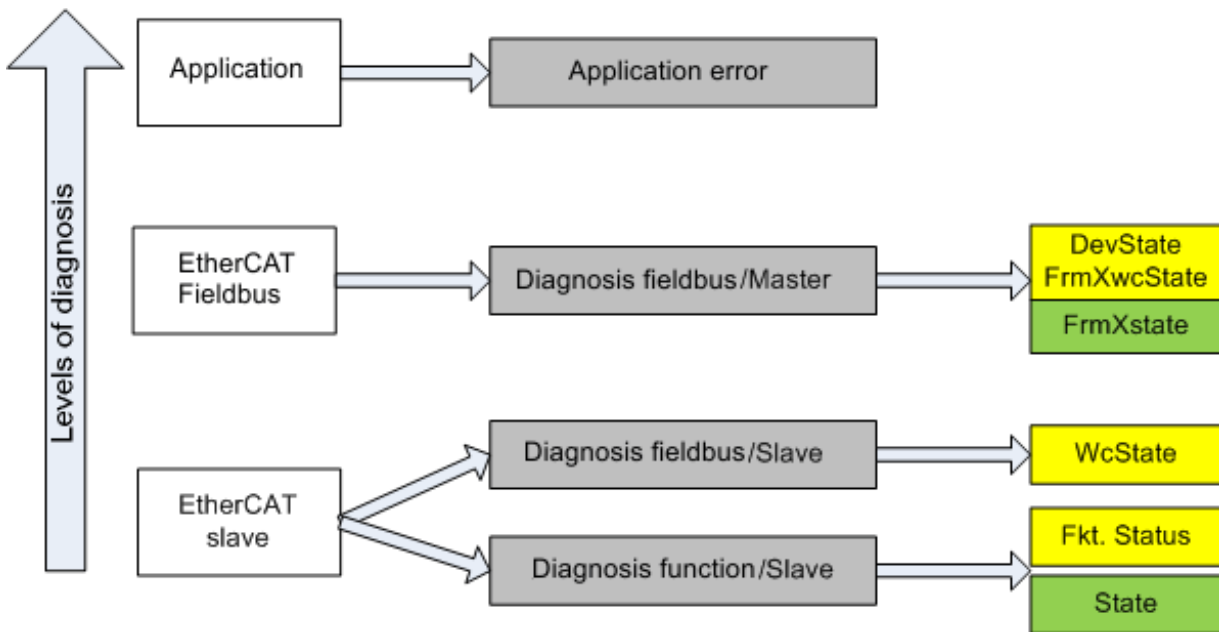 Levels of diagnosis
Application
Application error
EtherCAT
Fieldbus
Diagnosis fieldbus/Master
DevState
FrmXwcState
FrmXstate
EtherCAT
slave
Diagnosis fieldbus/Slave
WcState
Diagnosis function/Slave
Fkt. Status
State